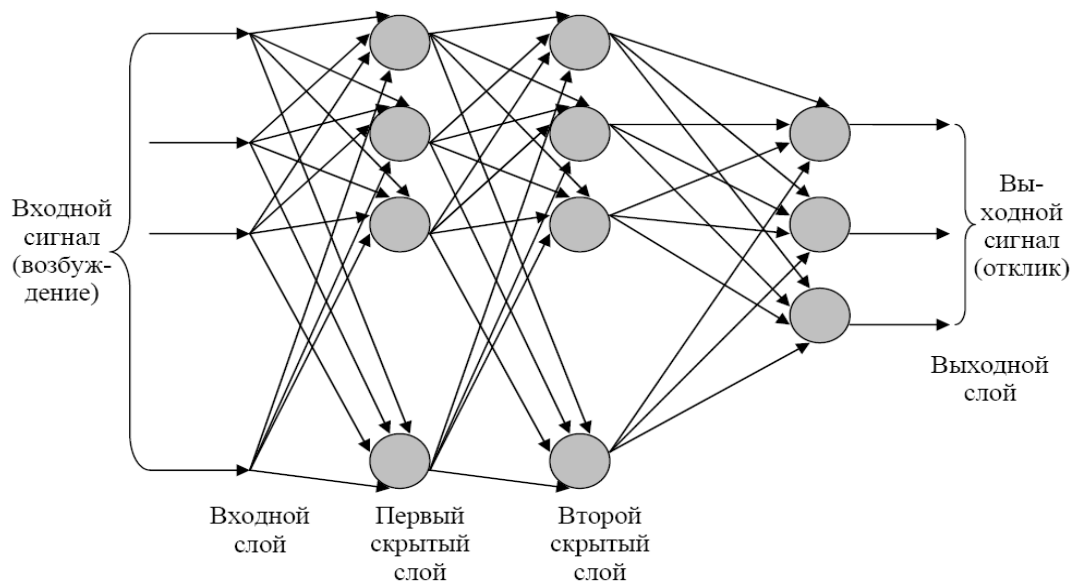 Входной
сигнал
(возбуж-
дение)
Вы-
ходной
сигнал
(отклик)
Выходной
слой
Входной
слой
Первый
скрытый
слой
Второй
скрытый
слой